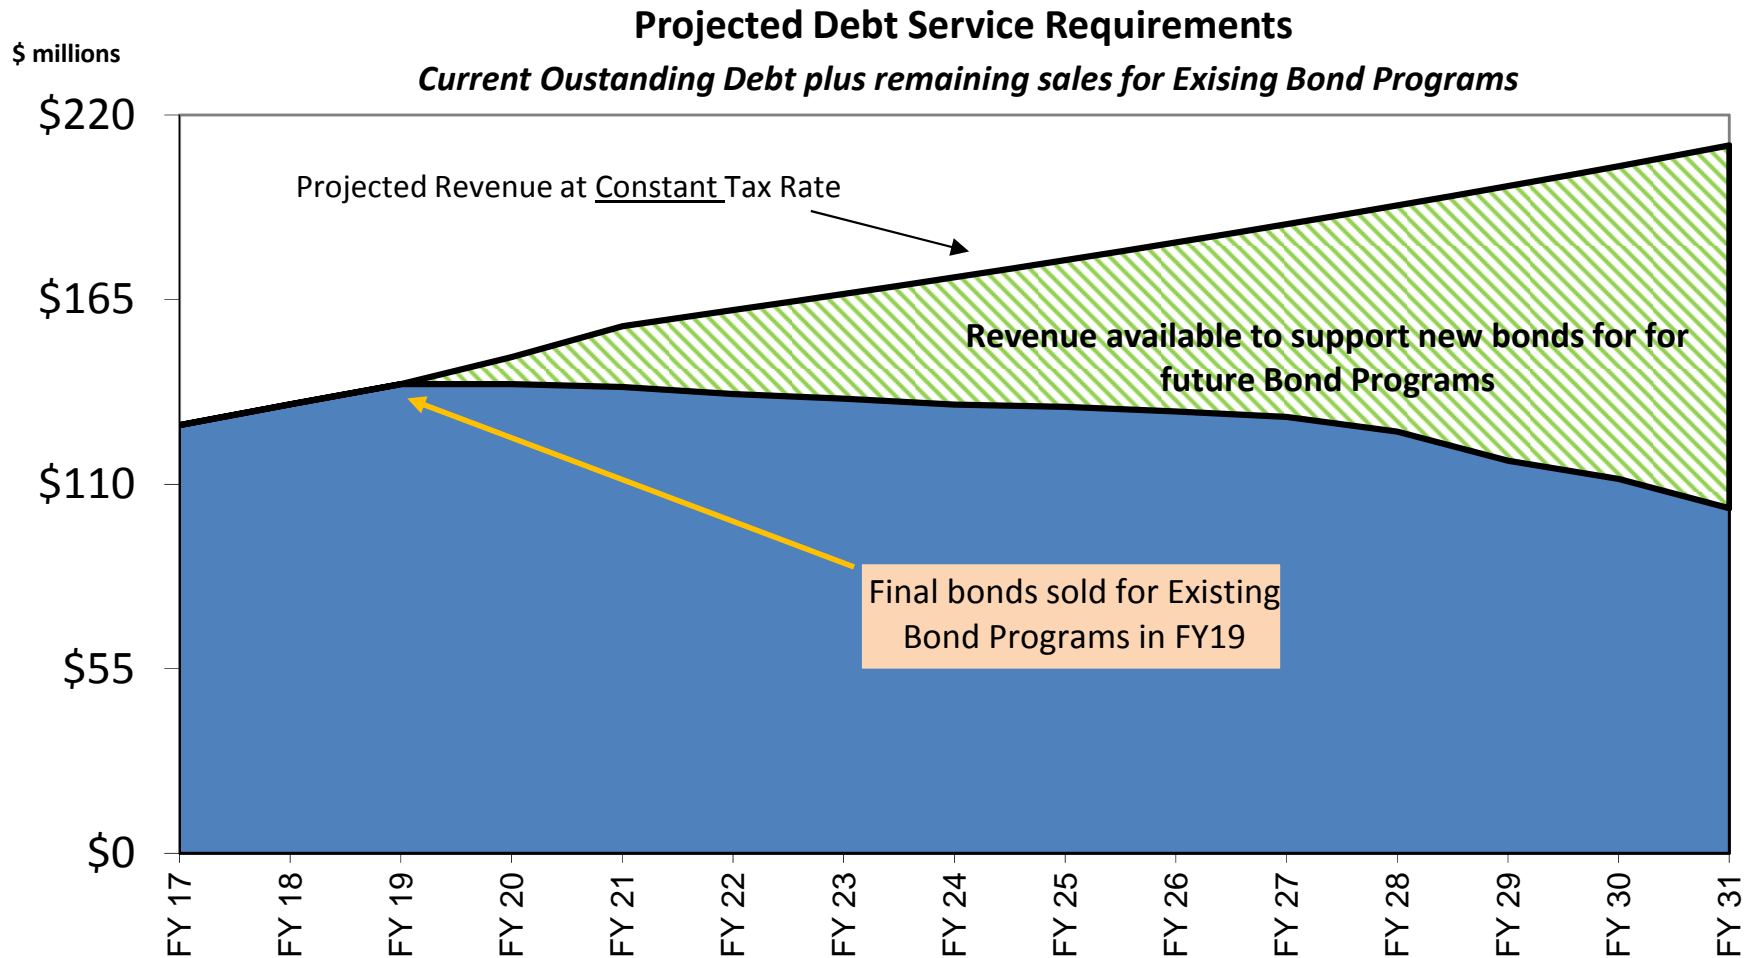 Projected Debt Service Requirements
$ millions
Current Oustanding Debt plus remaining sales for Exising Bond Programs
$220
Projected Revenue at Constant Tax Rate
$165
Revenue available to support new bonds for for
future Bond Programs
$110
Final bonds sold for Existing
Bond Programs in FY19
$55
$0
FY 17
FY 18
FY 19
FY 20
FY 21
FY 22
FY 23
FY 24
FY 25
FY 26
FY 27
FY 28
FY 29
FY 30
FY 31